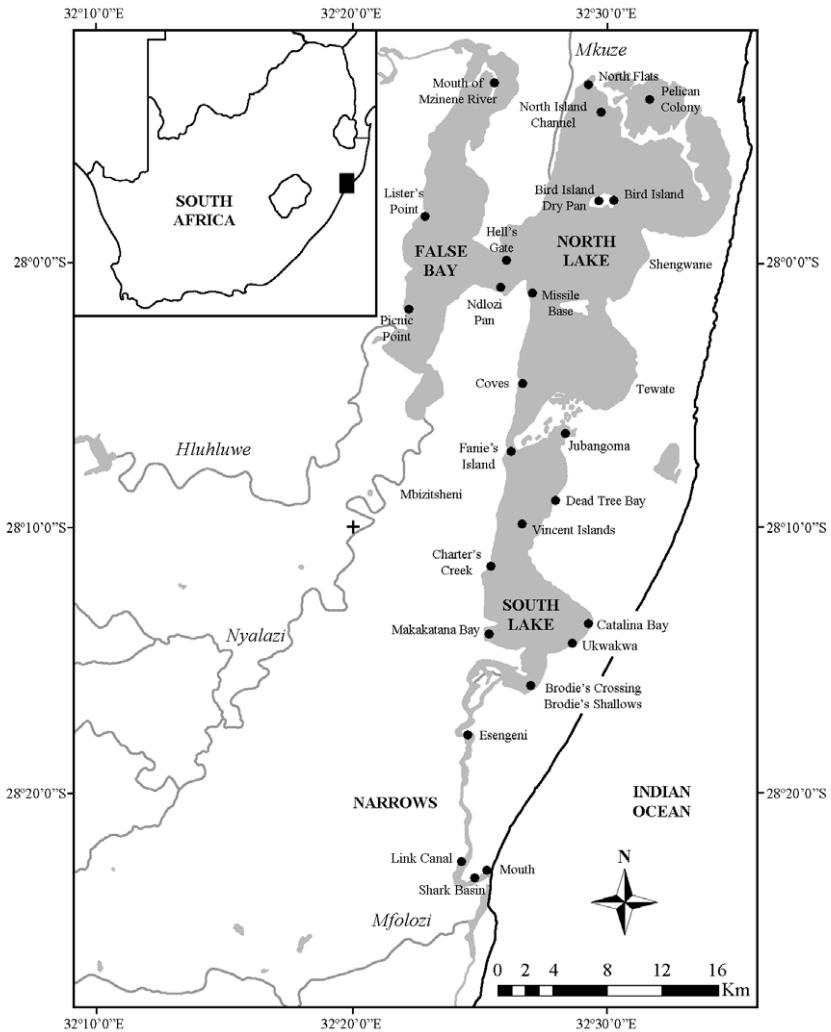 32°10'0"E
32°20'0"E
32°30'0"E
Mkuze
Mouth of
Mzinene River
North Flats
Pelican
Colony
North Island
Channel
SOUTH
AFRICA
Lister's
Point
Bird Island
Dry Pan
Bird Island
Hell's
Gate
FALSE
BAY
NORTH
LAKE
28°0'0"S
28°0'0"S
Shengwane
Ndlozi
Pan
Missile
Base
Picnic
Point
Coves
Tewate
Hluhluwe
Fanie's
Island
Jubangoma
Mbizitsheni
Dead Tree Bay
28°10'0"S
28°10'0"S
Vincent Islands
Charter's
Creek
SOUTH
LAKE
Nyalazi
Makakatana Bay
Catalina Bay
Ukwakwa
Brodie's Crossing
Brodie's Shallows
Esengeni
28°20'0"S
28°20'0"S
NARROWS
INDIAN
OCEAN
Link Canal
Mouth
Shark Basin
N
Mfolozi
0 2 4 8 12 16
Km
32°10'0"E
32°20'0"E
32°30'0"E